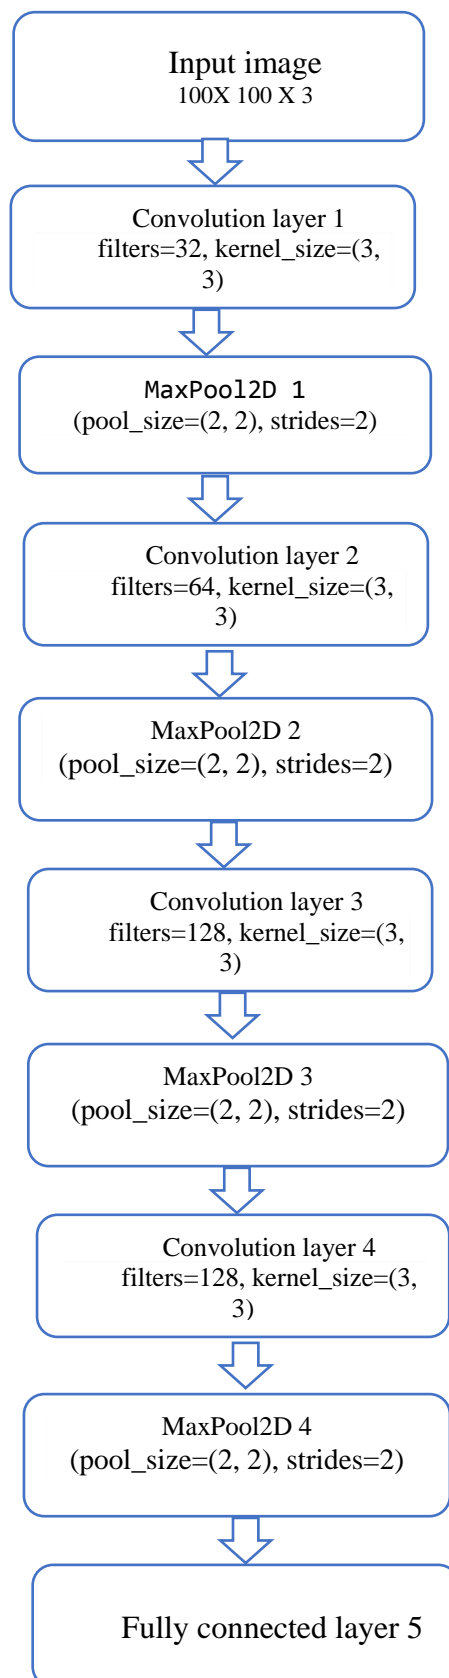 Input image
100X 100 X 3
Convolution layer 1
filters=32, kernel_size=(3,
3)
MaxPool2D 1
(pool_size=(2, 2), strides=2)
Convolution layer 2
filters=64, kernel_size=(3,
3)
MaxPool2D 2
(pool_size=(2, 2), strides=2)
Convolution layer 3
filters=128, kernel_size=(3,
3)
MaxPool2D 3
(pool_size=(2, 2), strides=2)
Convolution layer 4
filters=128, kernel_size=(3,
3)
MaxPool2D 4
(pool_size=(2, 2), strides=2)
Fully connected layer 5